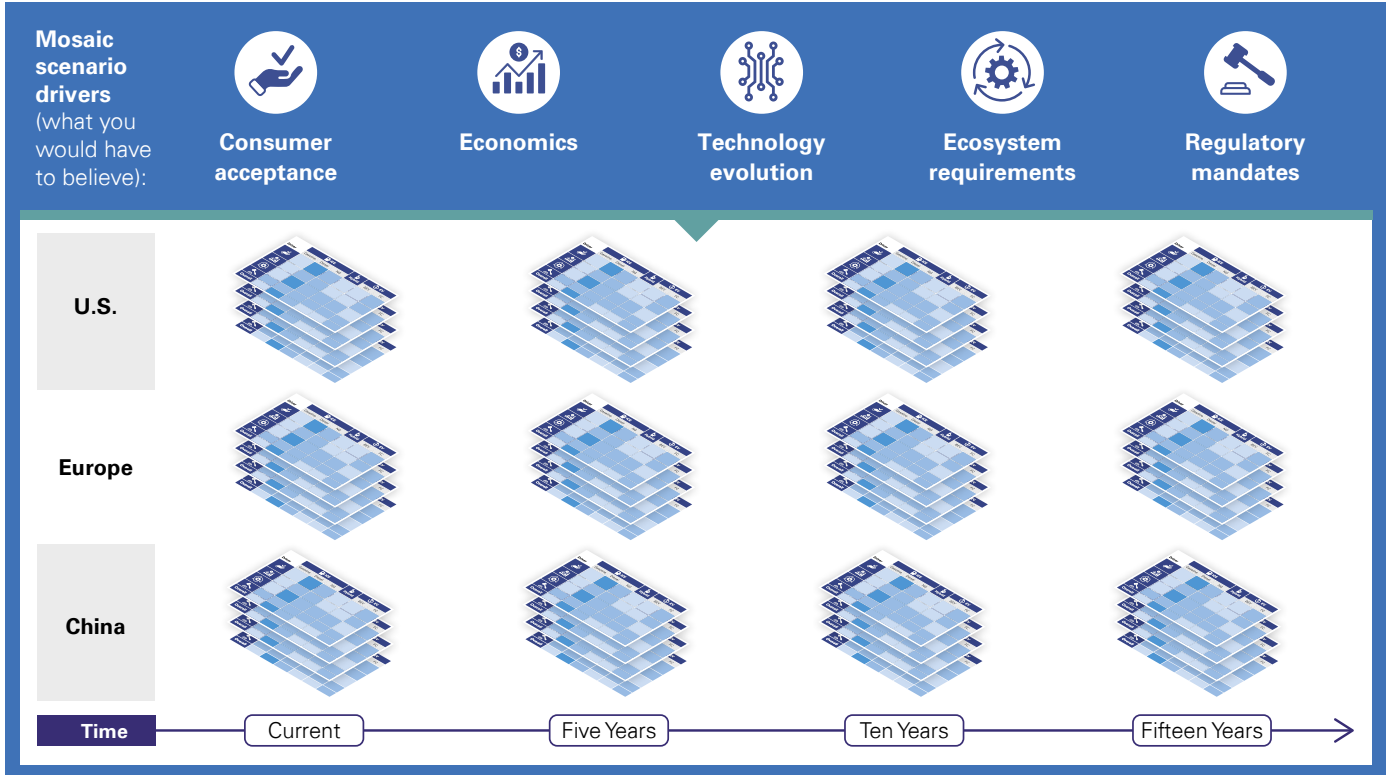 Mosaic
scenario
drivers
(what you
would have
to believe):
Consumer
acceptance
Economics
Technology
evolution
Ecosystem
requirements
Regulatory
mandates
U.S.
Europe
China
Time
Current
Five Years
Ten Years
Fifteen Years